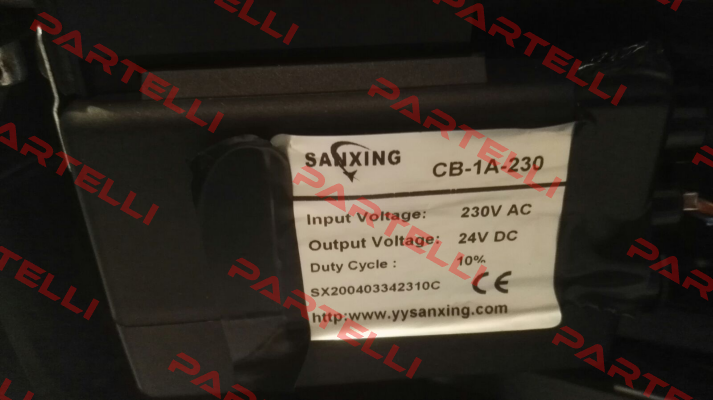 SANXING CB-1A-230
Input Voltage: 230V AC
Output Voltage: 24V DC
Duty Cycle : 10%
SX200403342310C CE
http:www.yysanxing.com
PARTELLI
PARTELLI
PARTELLI
PARTELLI
PARTELLI
PARTELLI
PARTELLI
PARTELLI